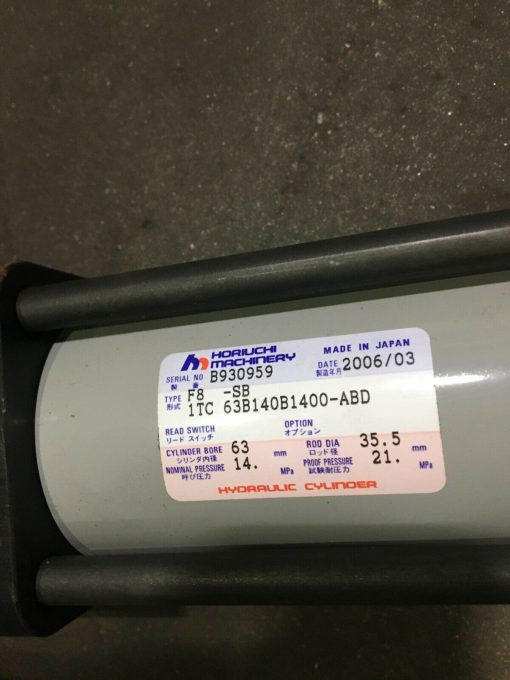 HORIUCHI MACHINERY MADE IN JAPAN
SERIAL NO 製番 B930959 DATE 製造年月 2006/03
TYPE 形式 F8 -SB
1TC 63B140B1400-ABD
READ SWITCH リード スイッチ OPTION オプション
CYLINDER BORE シリンダ内径 63 mm ROD DIA ロッド径 35.5 mm
NOMINAL PRESSURE 呼び圧力 14. MPa PROOF PRESSURE 試験耐圧力 21. MPa
HYDRAULIC CYLINDER